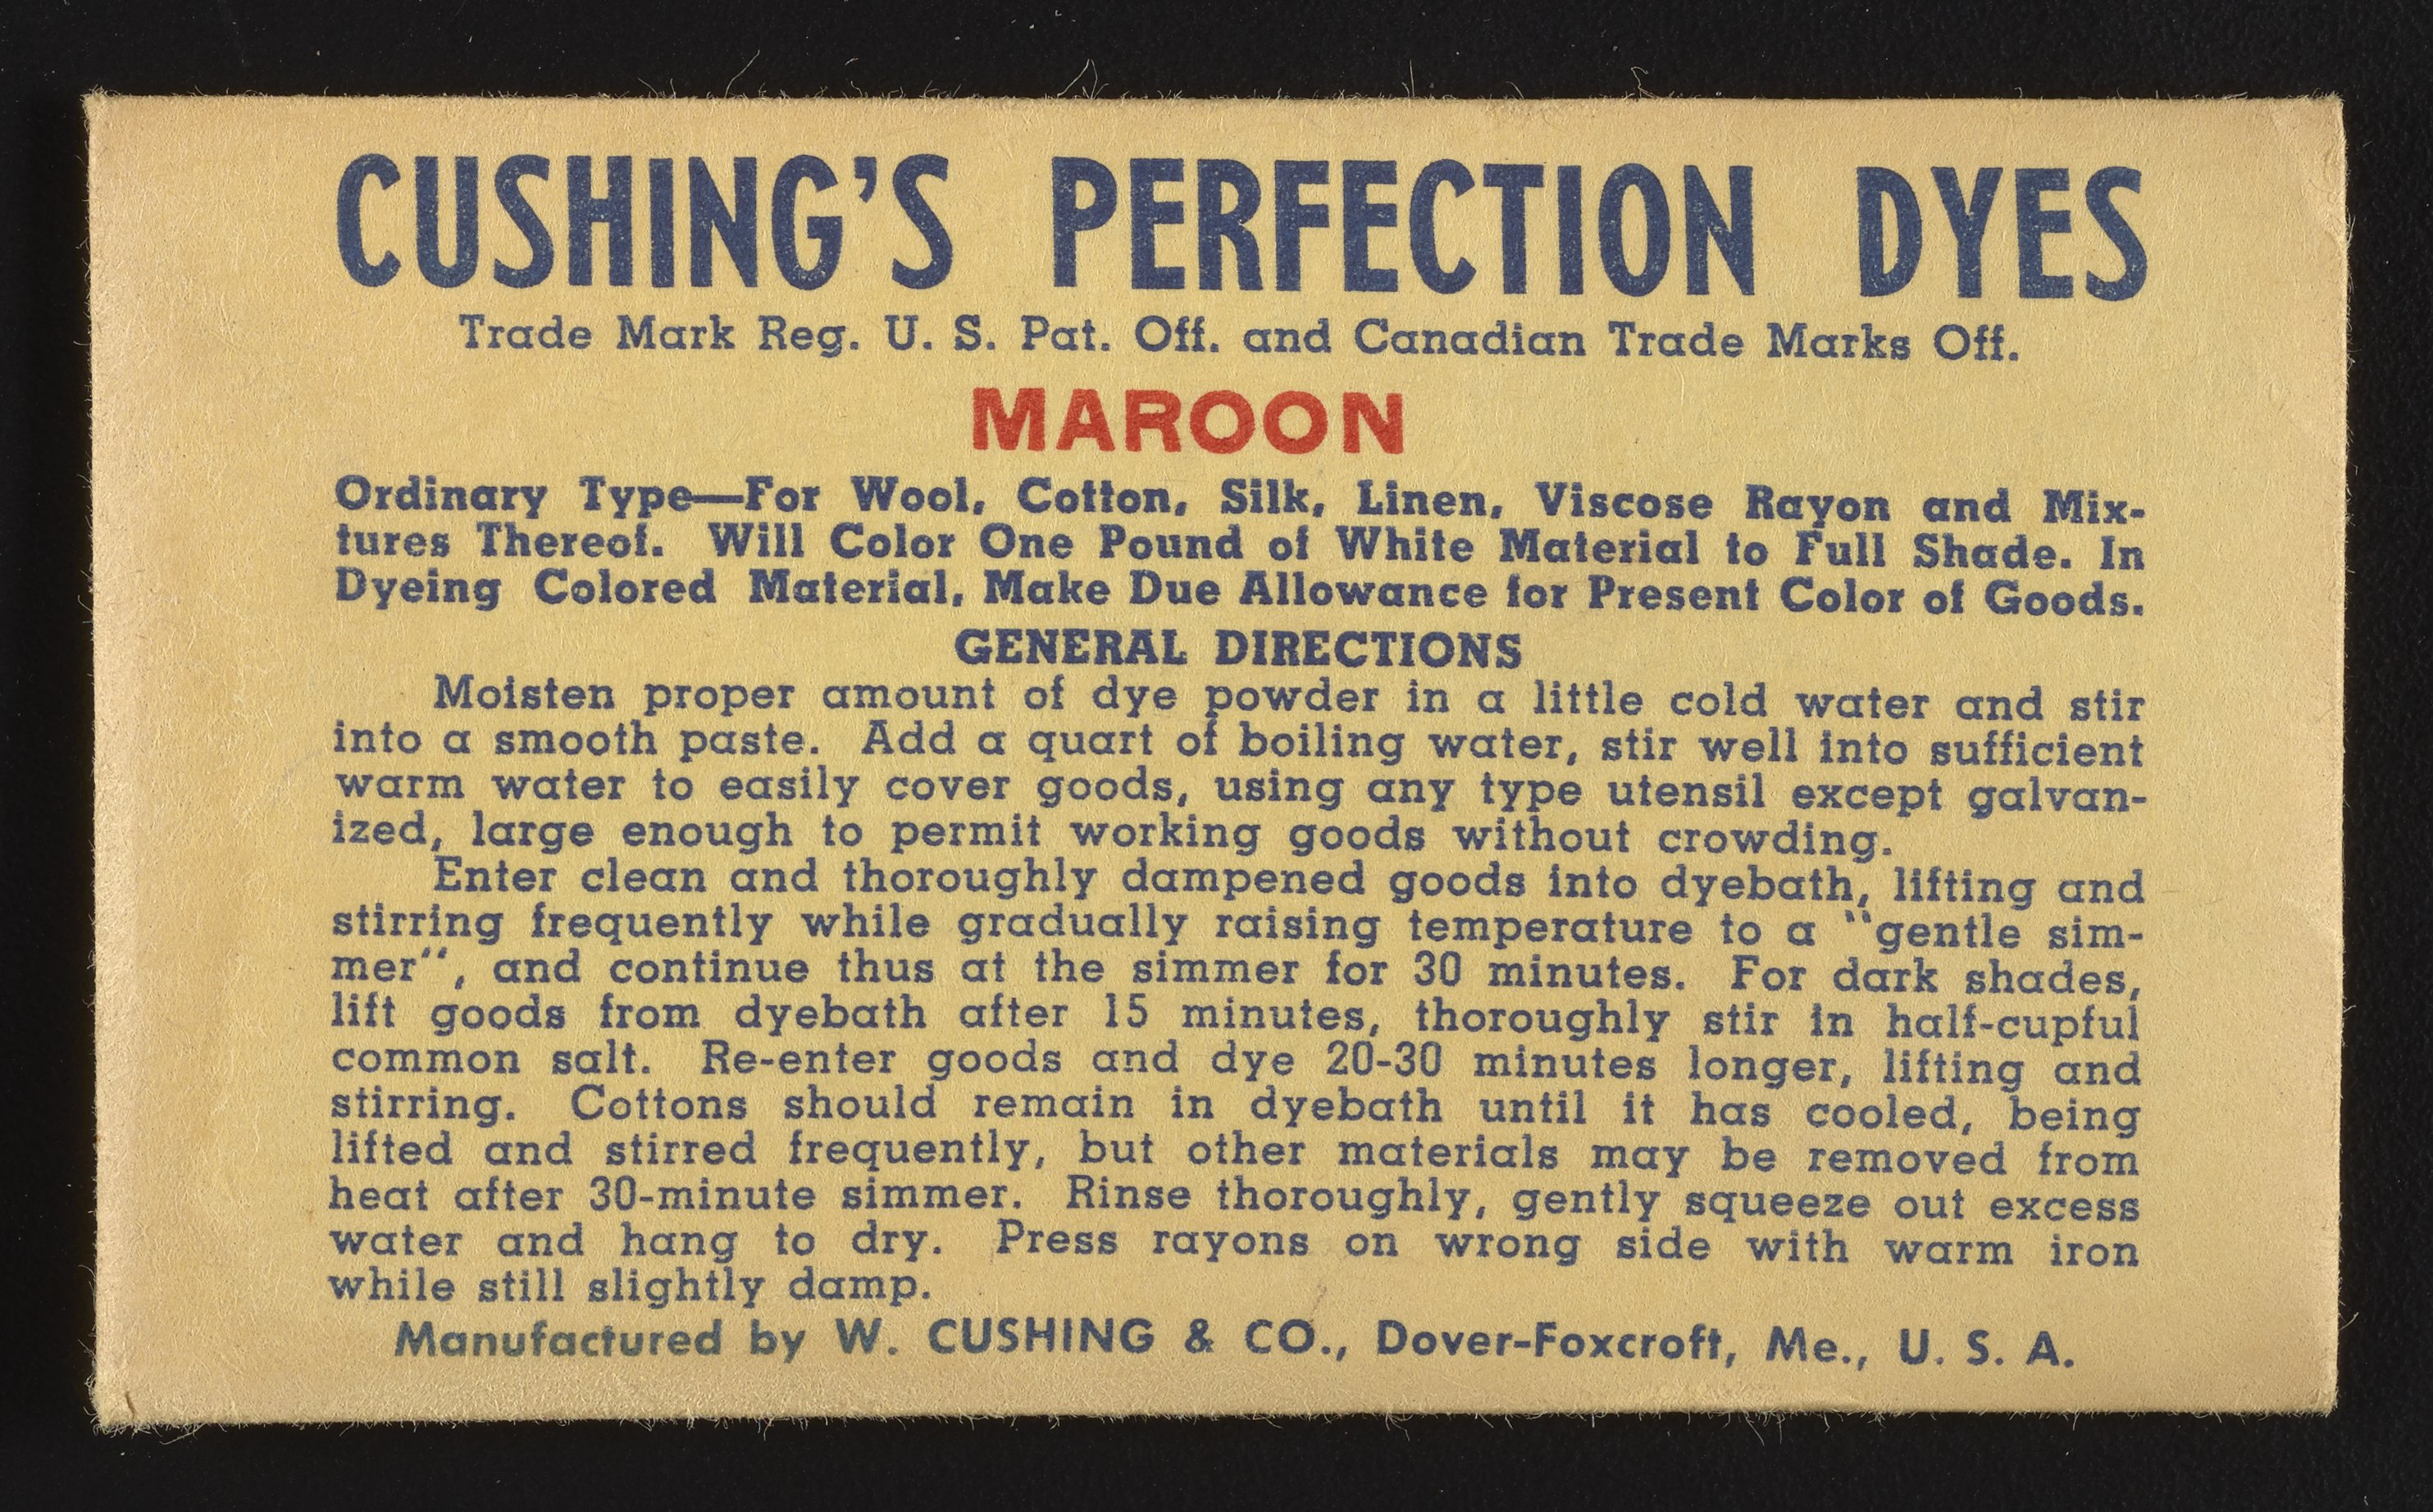 CUSHING'S PERFECTION DYES
Trade Mark Reg. U. S. Pat. Off. and Canadian Trade Marks Off.
MAROON
Ordinary Type—For Wool, Cotton, Silk, Linen, Viscose Rayon and Mix-
tures Thereof. Will Color One Pound of White Material to Full Shade. In
Dyeing Colored Material, Make Due Allowance for Present Color of Goods.
GENERAL DIRECTIONS
Moisten proper amount of dye powder in a little cold water and stir
into a smooth paste. Add a quart of boiling water, stir well into sufficient
warm water to easily cover goods, using any type utensil except galvan-
ized, large enough to permit working goods without crowding.
Enter clean and thoroughly dampened goods into dyebath, lifting and
stirring frequently while gradually raising temperature to a "gentle sim-
mer", and continue thus at the simmer for 30 minutes. For dark shades,
lift goods from dyebath after 15 minutes, thoroughly stir in half-cupful
common salt. Re-enter goods and dye 20-30 minutes longer, lifting and
stirring. Cottons should remain in dyebath until it has cooled, being
lifted and stirred frequently, but other materials may be removed from
heat after 30-minute simmer. Rinse thoroughly, gently squeeze out excess
water and hang to dry. Press rayons on wrong side with warm iron
while still slightly damp.
Manufactured by W. CUSHING & CO., Dover-Foxcroft, Me., U. S. A.